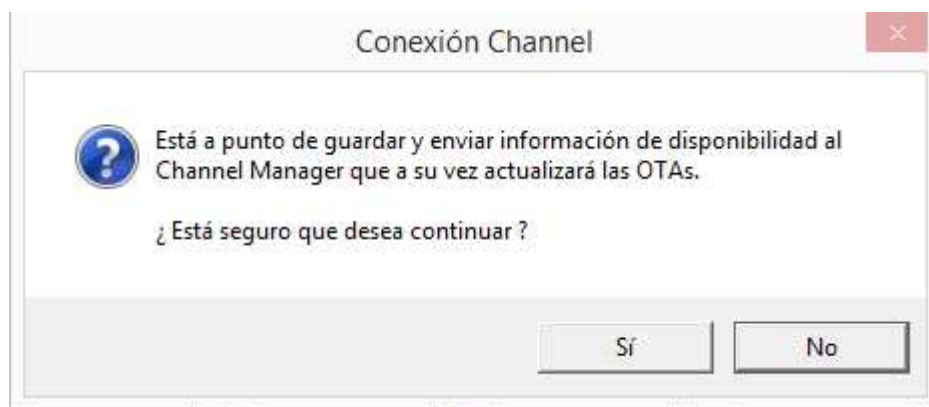 Conexión Channel
Está a punto de guardar y enviar información de disponibilidad al
Channel Manager que a su vez actualizará las OTAs.
¿ Está seguro que desea continuar ?
Sí
No